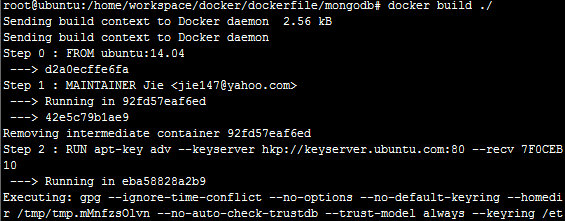 root@ubuntu:/home/workspace/docker/dockerfile/mongodb# docker build ./
Sending build context to Docker daemon  2.56 kB
Sending build context to Docker daemon
Step 0 : FROM ubuntu:14.04
 ---> d2a0ecffe6fa
Step 1 : MAINTAINER Jie <jie147@yahoo.com>
 ---> Running in 92fd57eaf6ed
 ---> 42e5c79b1ae9
Removing intermediate container 92fd57eaf6ed
Step 2 : RUN apt-key adv --keyserver hkp://keyserver.ubuntu.com:80 --recv 7F0CEB
10
 ---> Running in eba58828a2b9
Executing: gpg --ignore-time-conflict --no-options --no-default-keyring --homedi
r /tmp/tmp.mMnfzsOlvn --no-auto-check-trustdb --trust-model always --keyring /et